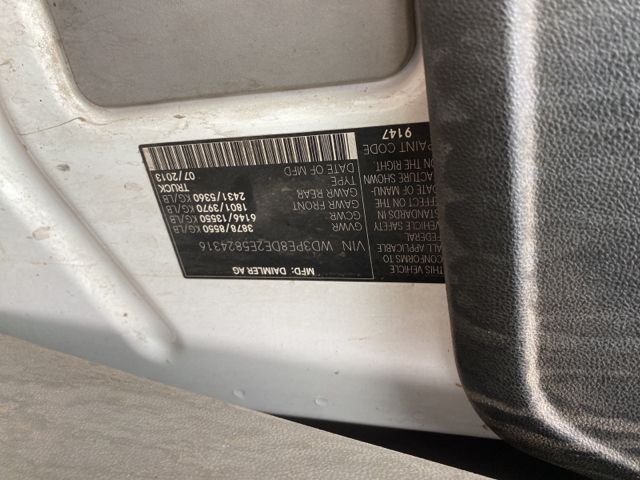 MFD: DAIMLER AG
VIN WD3PE8DE2E5824316
GVWR 3878/8550 KG/LB
GCWR 6146/13550 KG/LB
GAWR FRONT 1801/3970 KG/LB
GAWR REAR 2431/5360 KG/LB
TYPE TRUCK
DATE OF MFD 07/2013
THIS VEHICLE
CONFORMS TO
ALL APPLICABLE
FEDERAL MOTOR
VEHICLE SAFETY
STANDARDS IN
EFFECT ON THE
DATE OF MANU-
FACTURE SHOWN
ON THE RIGHT.
PAINT CODE
9147